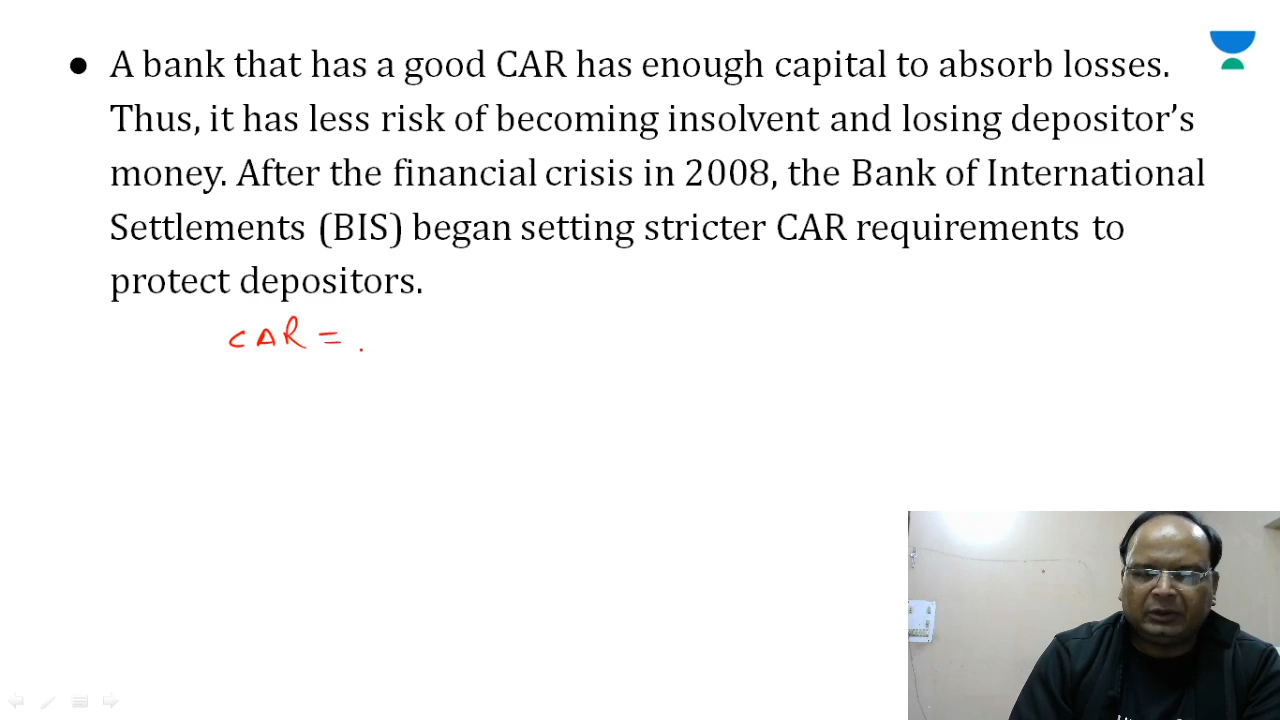 ● A bank that has a good CAR has enough capital to absorb losses.
Thus, it has less risk of becoming insolvent and losing depositor’s
money. After the financial crisis in 2008, the Bank of International
Settlements (BIS) began setting stricter CAR requirements to
protect depositors.
CAR =